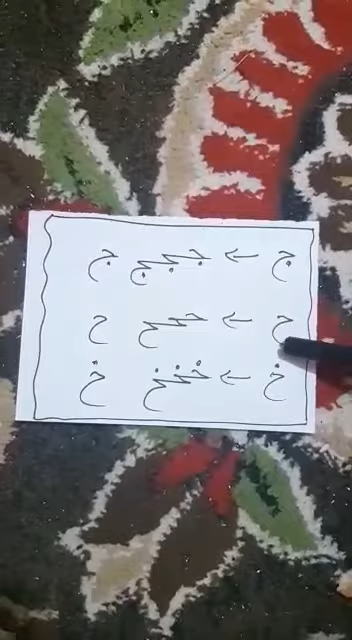 ج ← ججج ج
ح ← ححح ح
خ ← خخخ خ